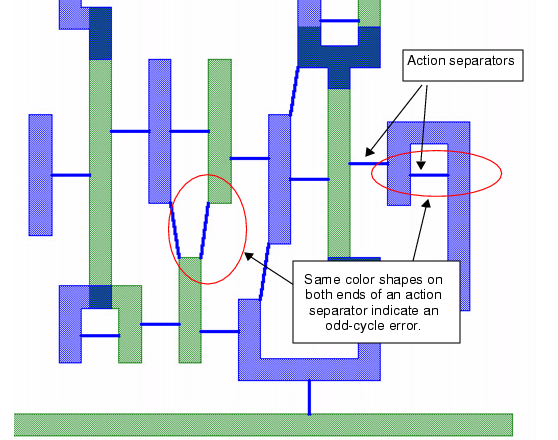 Action separators
Same color shapes on
both ends of an action
separator indicate an
odd-cycle error.